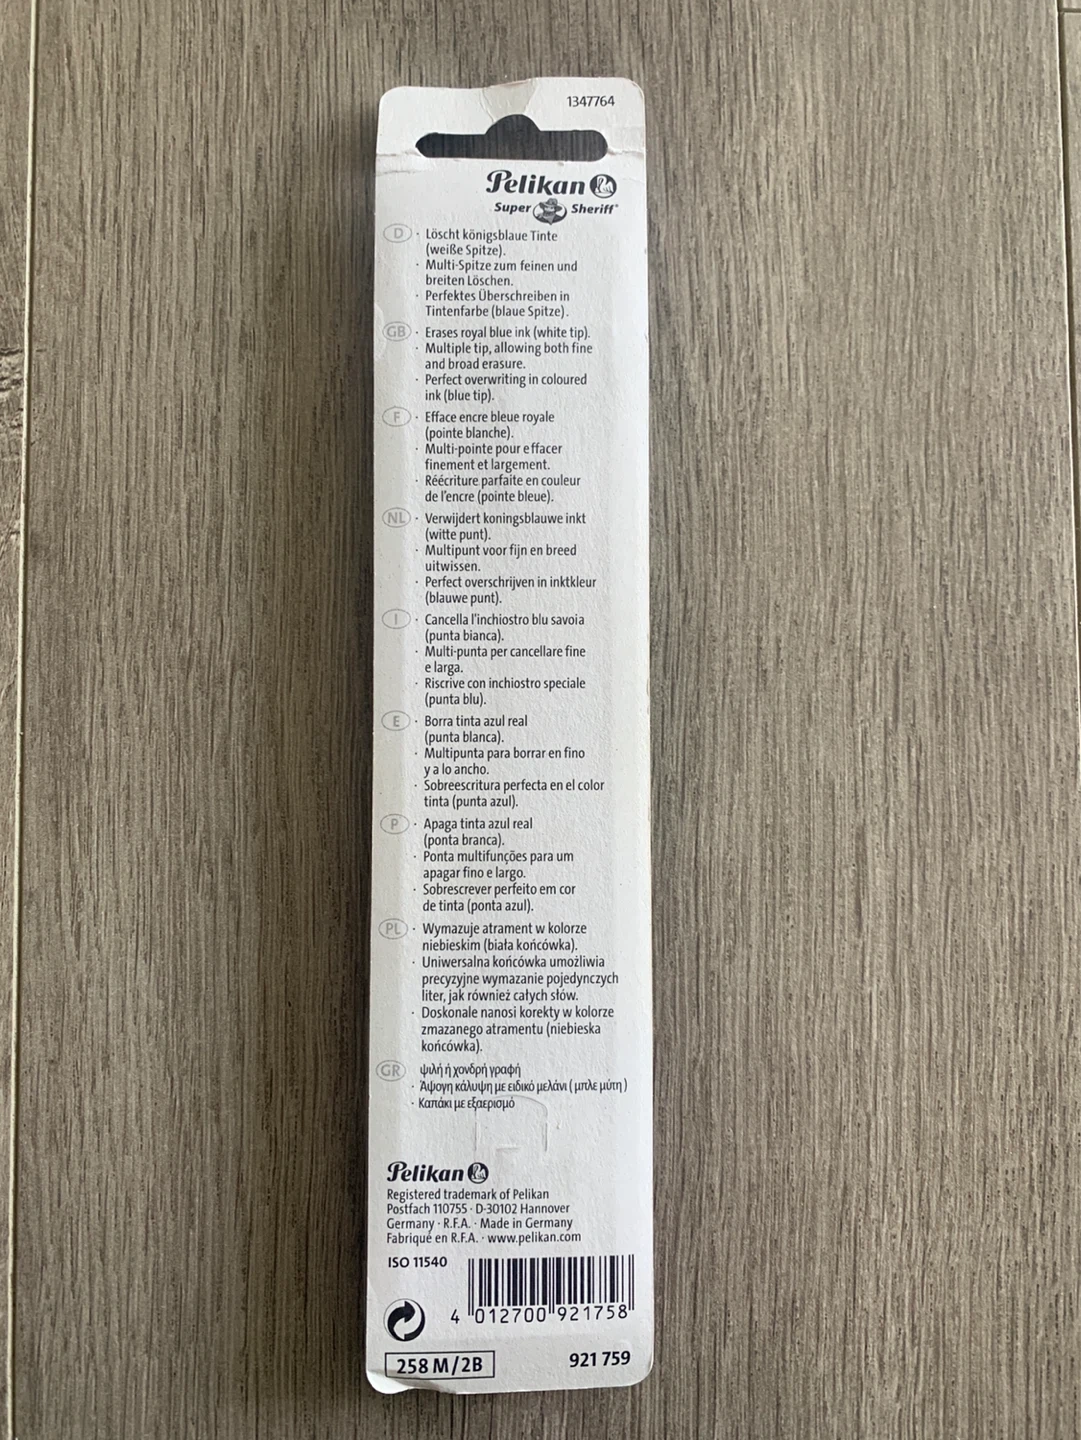 1347764
Pelikan
Super Sheriff®
D · Löscht königsblaue Tinte
(weiße Spitze).
· Multi-Spitze zum feinen und
breiten Löschen.
· Perfektes Überschreiben in
Tintenfarbe (blaue Spitze).
GB · Erases royal blue ink (white tip).
· Multiple tip, allowing both fine
and broad erasure.
· Perfect overwriting in coloured
ink (blue tip).
F · Efface encre bleue royale
(pointe blanche).
· Multi-pointe pour effacer
finement et largement.
· Réécriture parfaite en couleur
de l'encre (pointe bleue).
NL · Verwijdert koningsblauwe inkt
(witte punt).
· Multipunt voor fijn en breed
uitwissen.
· Perfect overschrijven in inktkleur
(blauwe punt).
I · Cancella l'inchiostro blu savoia
(punta bianca).
· Multi-punta per cancellare fine
e larga.
· Riscrive con inchiostro speciale
(punta blu).
E · Borra tinta azul real
(punta blanca).
· Multipunta para borrar en fino
y a lo ancho.
· Sobreescritura perfecta en el color
tinta (punta azul).
P · Apaga tinta azul real
(ponta branca).
· Ponta multifunções para um
apagar fino e largo.
· Sobrescrever perfeito em cor
de tinta (ponta azul).
PL · Wymazuje atrament w kolorze
niebieskim (biała końcówka).
· Uniwersalna końcówka umożliwia
precyzyjne wymazanie pojedynczych
liter, jak również całych słów.
· Doskonale nanosi korekty w kolorze
zmazanego atramentu (niebieska
końcówka).
GR ψιλή ή χονδρή γραφή
· Άψογη κάλυψη με ειδικό μελάνι ( μπλε μύτη )
· Καπάκι με εξαερισμό
Pelikan
Registered trademark of Pelikan
Postfach 110755 · D-30102 Hannover
Germany · R.F.A. · Made in Germany
Fabriqué en R.F.A. · www.pelikan.com
ISO 11540
4 012700 921758
258 M/2B
921 759